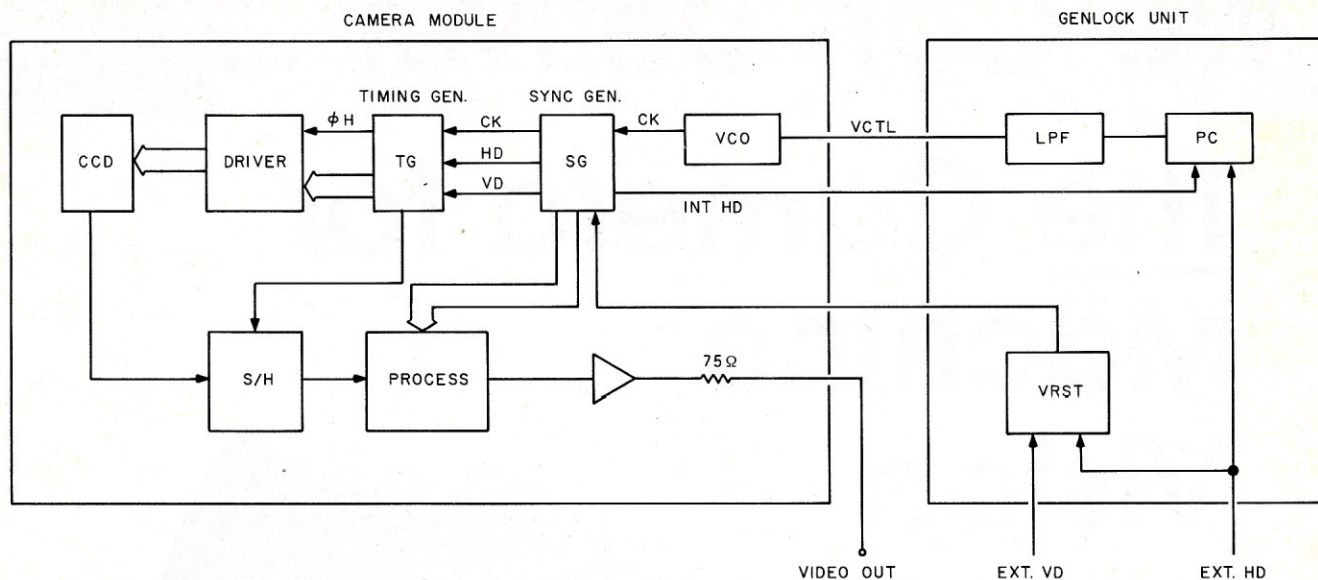 CAMERA MODULE
GENLOCK UNIT
TIMING GEN.
SYNC GEN.
CCD
DRIVER
ϕH
TG
CK
HD
VD
SG
CK
VCO
VCTL
LPF
PC
INT HD
S/H
PROCESS
75Ω
VRST
VIDEO OUT
EXT. VD
EXT. HD